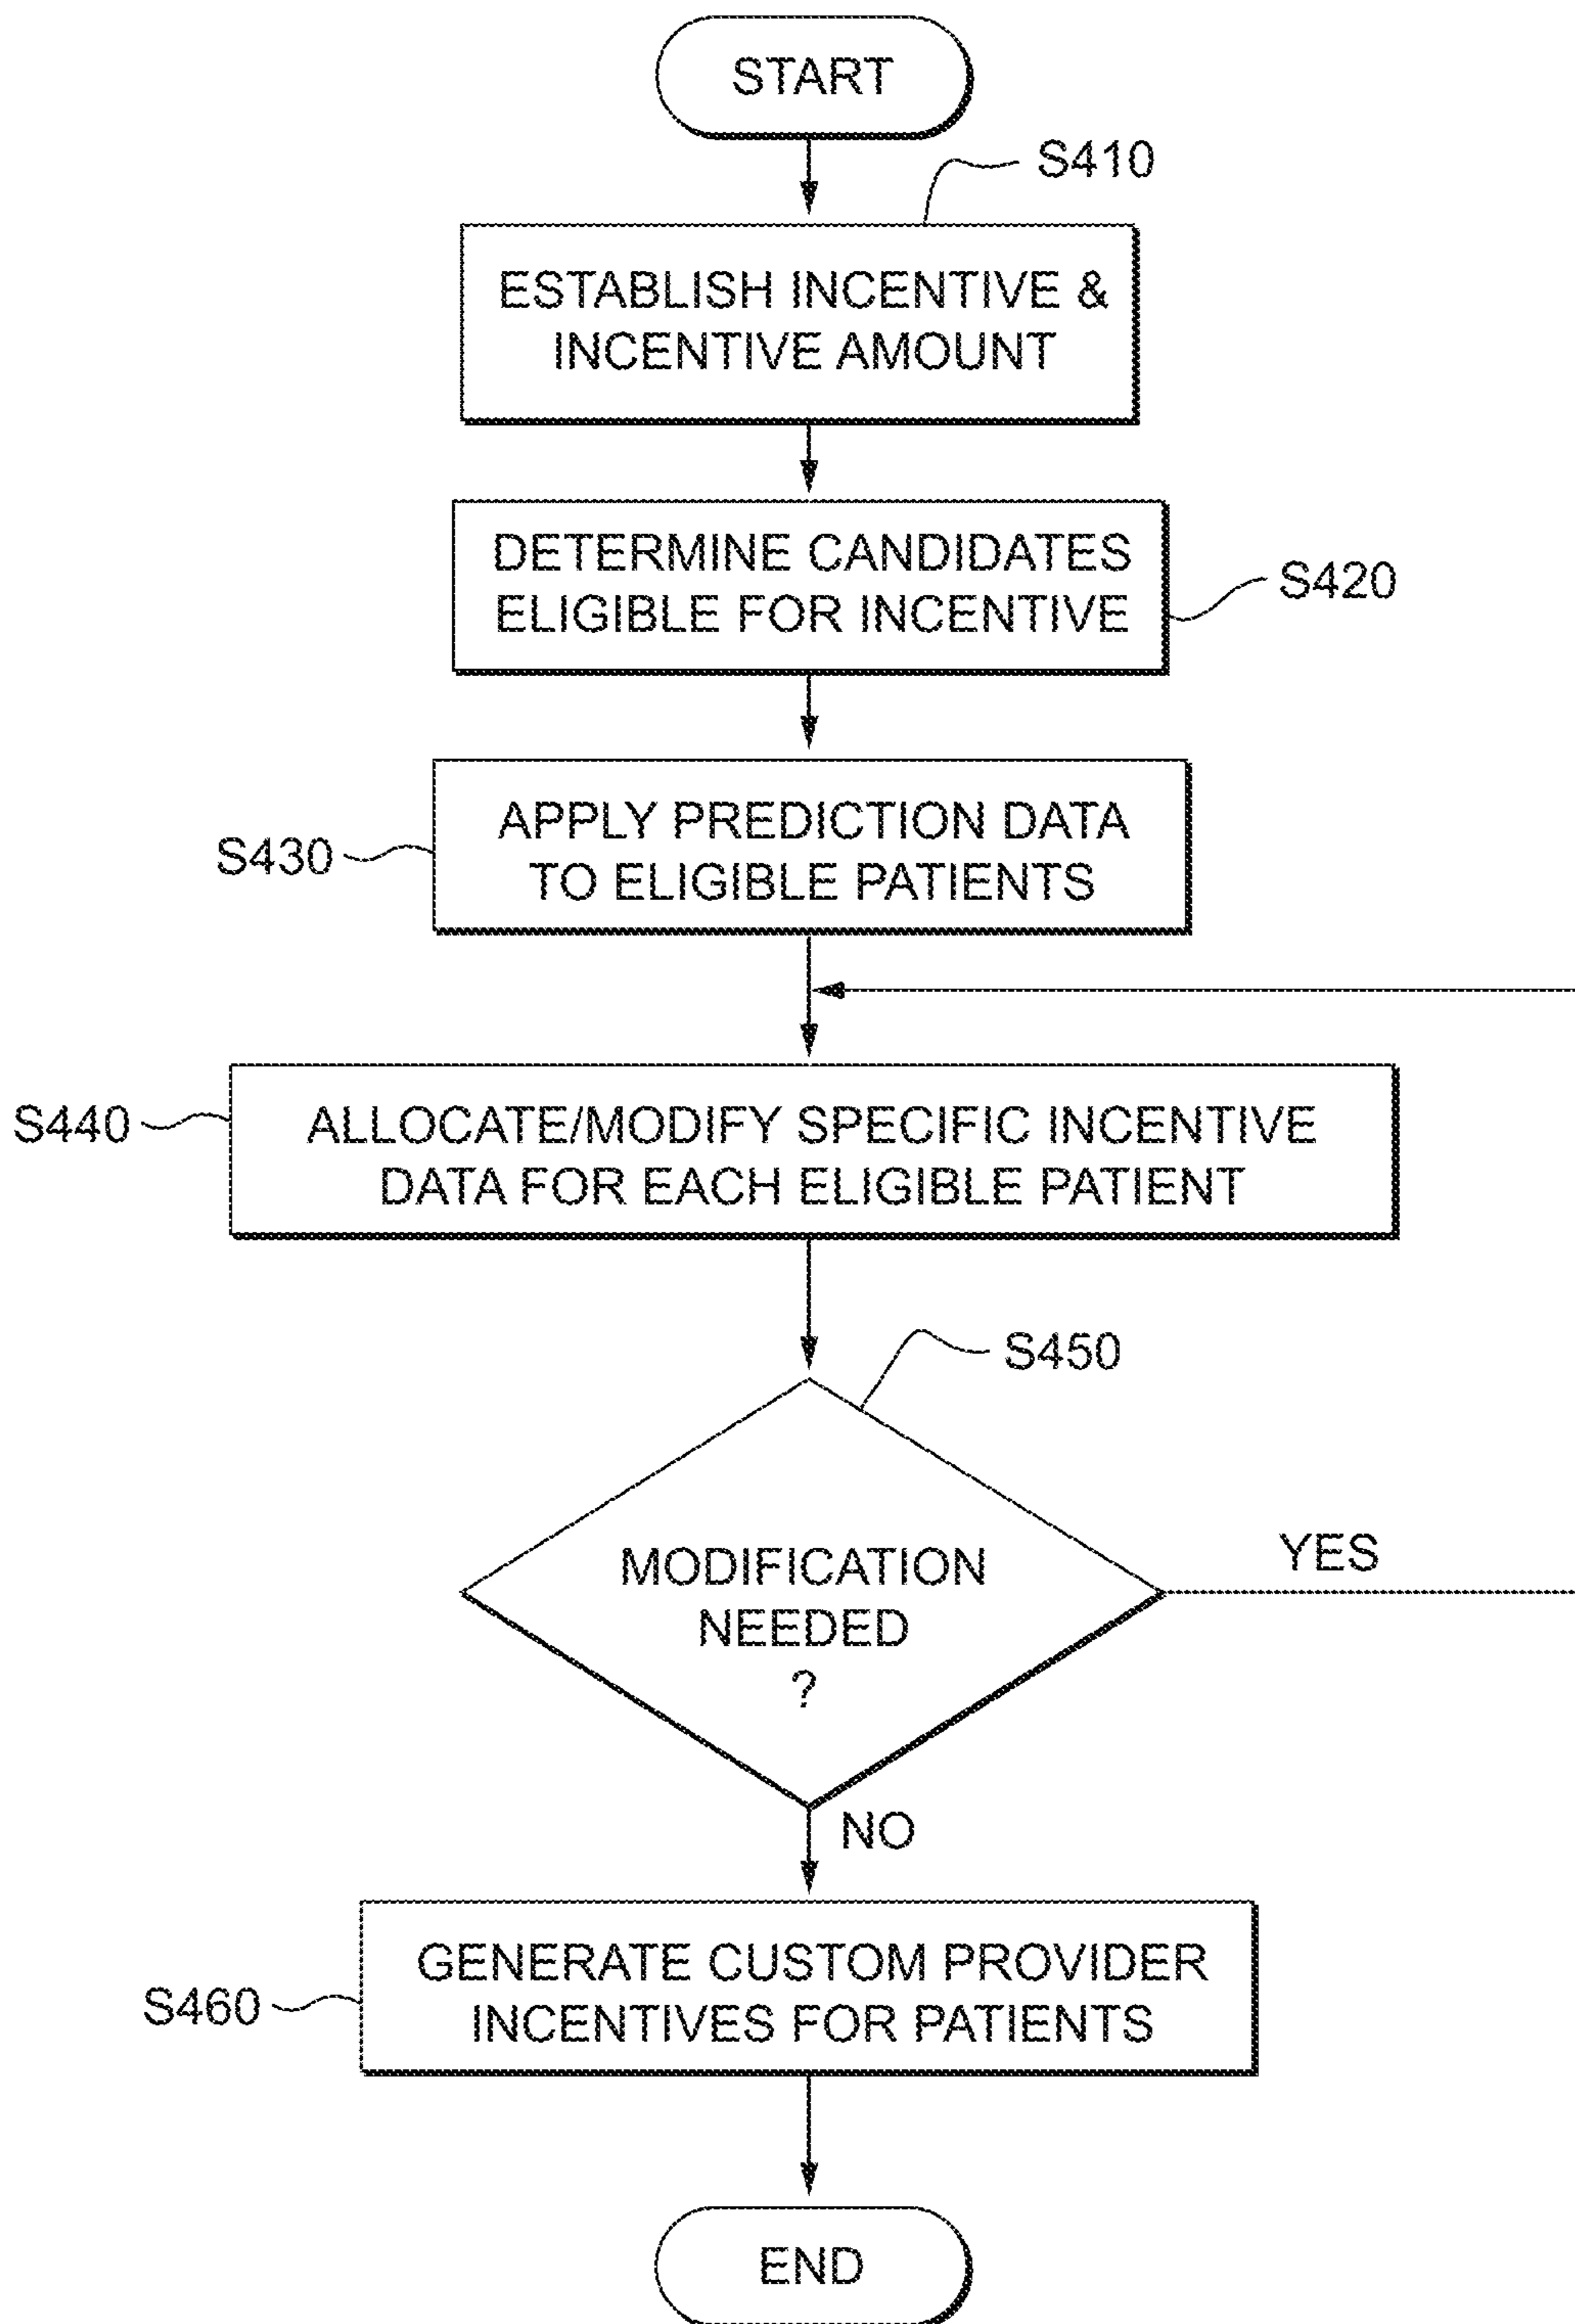 START
S410
ESTABLISH INCENTIVE &
INCENTIVE AMOUNT
DETERMINE CANDIDATES
ELIGIBLE FOR INCENTIVE
S420
APPLY PREDICTION DATA
TO ELIGIBLE PATIENTS
S430
ALLOCATE/MODIFY SPECIFIC INCENTIVE
DATA FOR EACH ELIGIBLE PATIENT
S440
S450
MODIFICATION
NEEDED
?
YES
NO
GENERATE CUSTOM PROVIDER
INCENTIVES FOR PATIENTS
S460
END